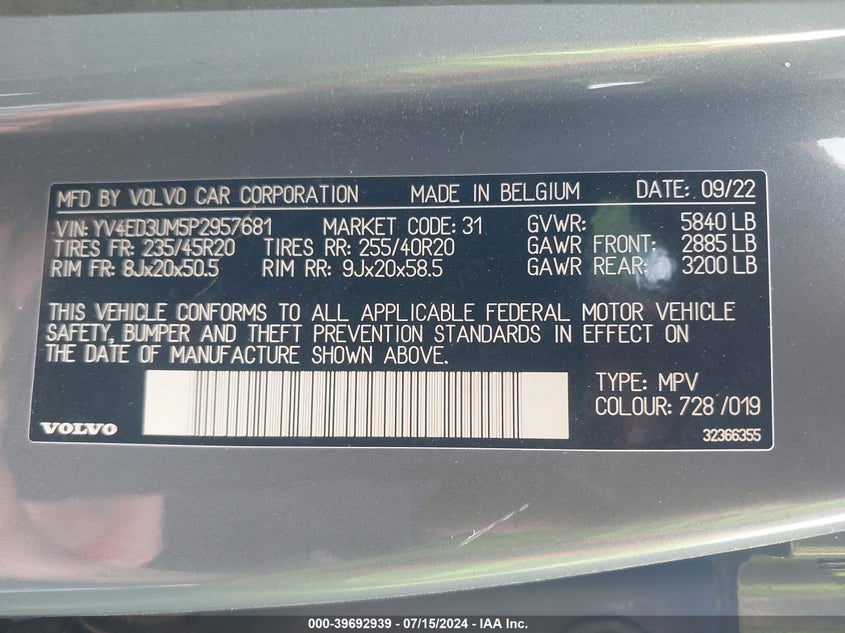 MFD BY VOLVO CAR CORPORATION MADE IN BELGIUM DATE: 09/22
VIN: YV4ED3UM5P2957681 MARKET CODE: 31 GVWR: 5840 LB
TIRES FR: 235/45R20 TIRES RR: 255/40R20 GAWR FRONT: 2885 LB
RIM FR: 8Jx20x50.5 RIM RR: 9Jx20x58.5 GAWR REAR: 3200 LB
THIS VEHICLE CONFORMS TO ALL APPLICABLE FEDERAL MOTOR VEHICLE
SAFETY, BUMPER AND THEFT PREVENTION STANDARDS IN EFFECT ON
THE DATE OF MANUFACTURE SHOWN ABOVE.
TYPE: MPV
COLOUR: 728 /019
VOLVO
32366355
000-39692939 - 07/15/2024 - IAA Inc.